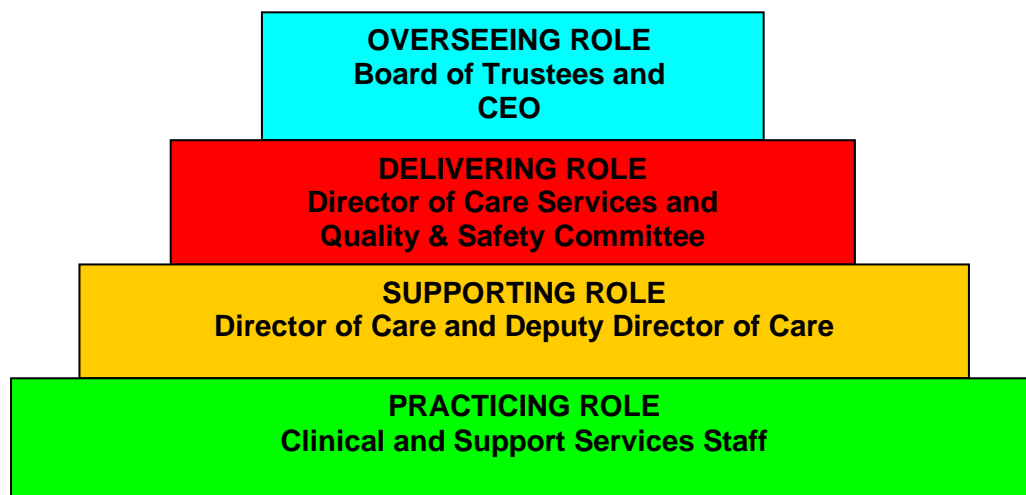 OVERSEEING ROLE
Board of Trustees and
CEO
DELIVERING ROLE
Director of Care Services and
Quality & Safety Committee
SUPPORTING ROLE
Director of Care and Deputy Director of Care
PRACTICING ROLE
Clinical and Support Services Staff